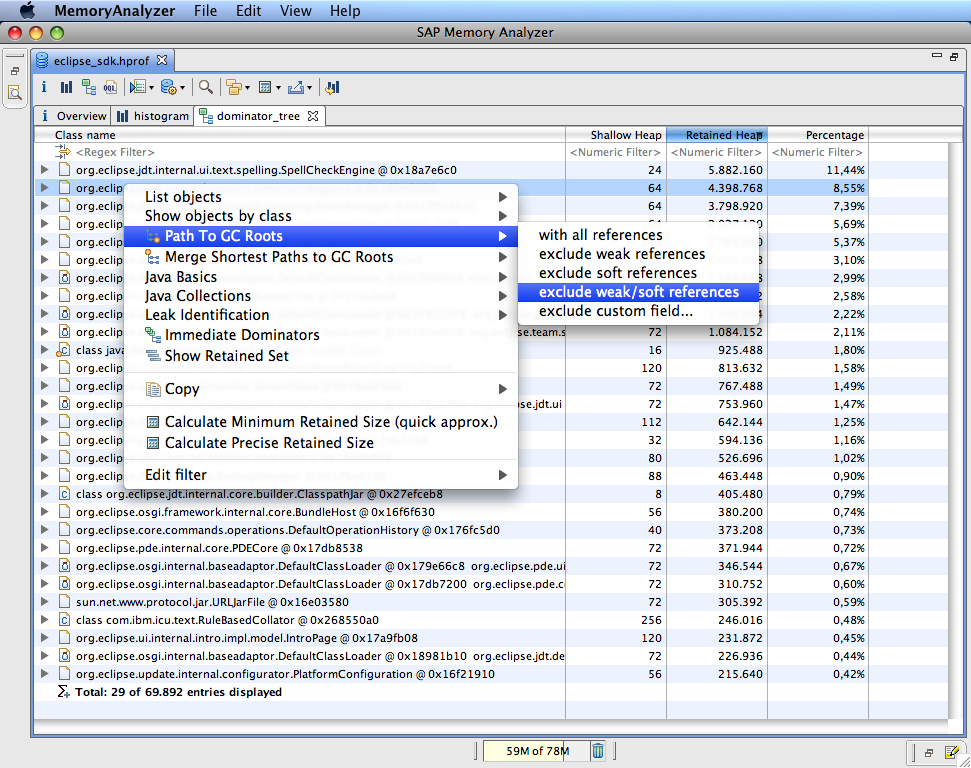 MemoryAnalyzer File Edit View Help
SAP Memory Analyzer
eclipse_sdk.hprof
i OQL
i Overview histogram dominator_tree
Class name Shallow Heap Retained Heap Percentage
<Regex Filter> <Numeric Filter> <Numeric Filter> <Numeric Filter>
org.eclipse.jdt.internal.ui.text.spelling.SpellCheckEngine @ 0x18a7e6c0 24 5.882.160 11,44%
org.eclip 64 4.398.768 8,55%
org.eclip 64 3.798.920 7,39%
org.eclip
org.eclip 5,37%
org.eclip 3,10%
org.eclip 2,99%
org.eclip 2,58%
org.eclip 2,22%
org.eclip se.team.s 72 1.084.152 2,11%
class java 16 925.488 1,80%
org.eclip 120 813.632 1,58%
org.eclip 72 767.488 1,49%
org.eclip se.jdt.ui 72 753.960 1,47%
org.eclip 112 642.144 1,25%
org.eclip 32 594.136 1,16%
org.eclip 80 526.696 1,02%
org.eclip 88 463.448 0,90%
class org.eclipse.jdt.internal.core.builder.ClasspathJar @ 0x27efceb8 8 405.480 0,79%
org.eclipse.osgi.framework.internal.core.BundleHost @ 0x16f6f630 56 380.200 0,74%
org.eclipse.core.commands.operations.DefaultOperationHistory @ 0x176fc5d0 40 373.208 0,73%
org.eclipse.pde.internal.core.PDECore @ 0x17db8538 72 371.944 0,72%
org.eclipse.osgi.internal.baseadaptor.DefaultClassLoader @ 0x179e66c8 org.eclipse.pde.ui 72 346.544 0,67%
org.eclipse.osgi.internal.baseadaptor.DefaultClassLoader @ 0x17db7200 org.eclipse.pde.c 72 310.752 0,60%
sun.net.www.protocol.jar.URLJarFile @ 0x16e03580 72 305.392 0,59%
class com.ibm.icu.text.RuleBasedCollator @ 0x268550a0 256 246.016 0,48%
org.eclipse.ui.internal.intro.impl.model.IntroPage @ 0x17a9fb08 120 231.872 0,45%
org.eclipse.osgi.internal.baseadaptor.DefaultClassLoader @ 0x18981b10 org.eclipse.jdt.de 72 226.936 0,44%
org.eclipse.update.internal.configurator.PlatformConfiguration @ 0x16f21910 56 215.640 0,42%
Total: 29 of 69.892 entries displayed
List objects
Show objects by class
Path To GC Roots
Merge Shortest Paths to GC Roots
Java Basics
Java Collections
Leak Identification
Immediate Dominators
Show Retained Set
Copy
Calculate Minimum Retained Size (quick approx.)
Calculate Precise Retained Size
Edit filter
with all references
exclude weak references
exclude soft references
exclude weak/soft references
exclude custom field...
59M of 78M